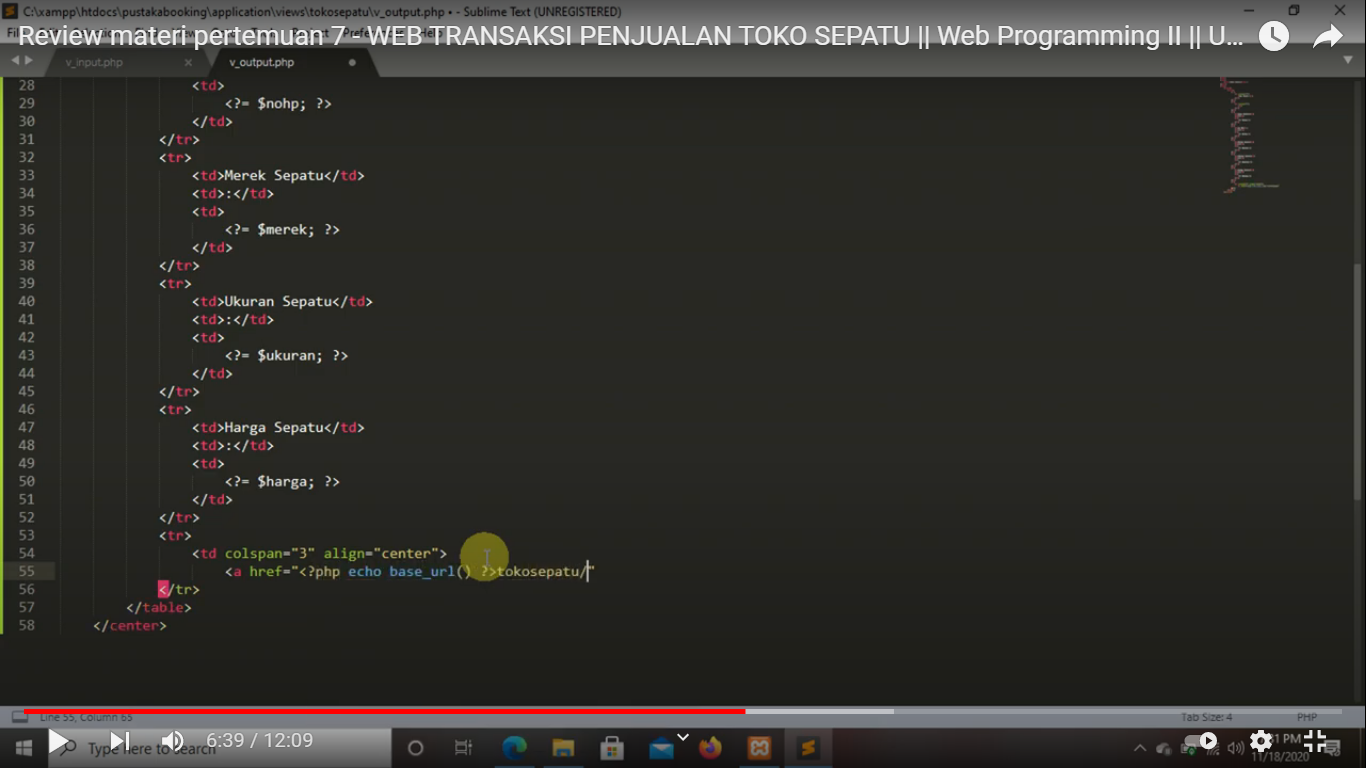 C:\xampp\htdocs\pustakabooking\application\views\tokosepatu\v_output.php • - Sublime Text (UNREGISTERED)
Review materi pertemuan 7 - WEB TRANSAKSI PENJUALAN TOKO SEPATU || Web Programming II || U...
v_input.php
v_output.php
28 <td>
29 <?= $nohp; ?>
30 </td>
31 </tr>
32 <tr>
33 <td>Merek Sepatu</td>
34 <td>:</td>
35 <td>
36 <?= $merek; ?>
37 </td>
38 </tr>
39 <tr>
40 <td>Ukuran Sepatu</td>
41 <td>:</td>
42 <td>
43 <?= $ukuran; ?>
44 </td>
45 </tr>
46 <tr>
47 <td>Harga Sepatu</td>
48 <td>:</td>
49 <td>
50 <?= $harga; ?>
51 </td>
52 </tr>
53 <tr>
54 <td colspan="3" align="center">
55 <a href="<?php echo base_url() ?>tokosepatu/"
56 </tr>
57 </table>
58 </center>
Line 55, Column 65
Tab Size: 4
PHP
Type here to search
6:39 / 12:09
PM
11/18/2020